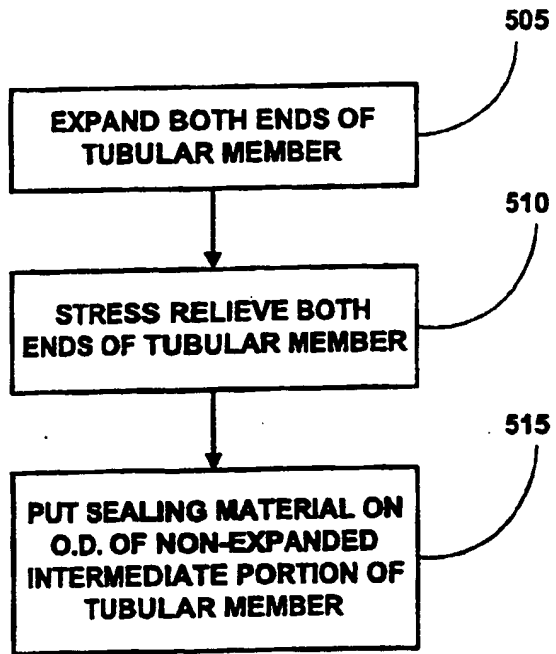 505
EXPAND BOTH ENDS OF
TUBULAR MEMBER
510
STRESS RELIEVE BOTH
ENDS OF TUBULAR MEMBER
515
PUT SEALING MATERIAL ON
O.D. OF NON-EXPANDED
INTERMEDIATE PORTION OF
TUBULAR MEMBER